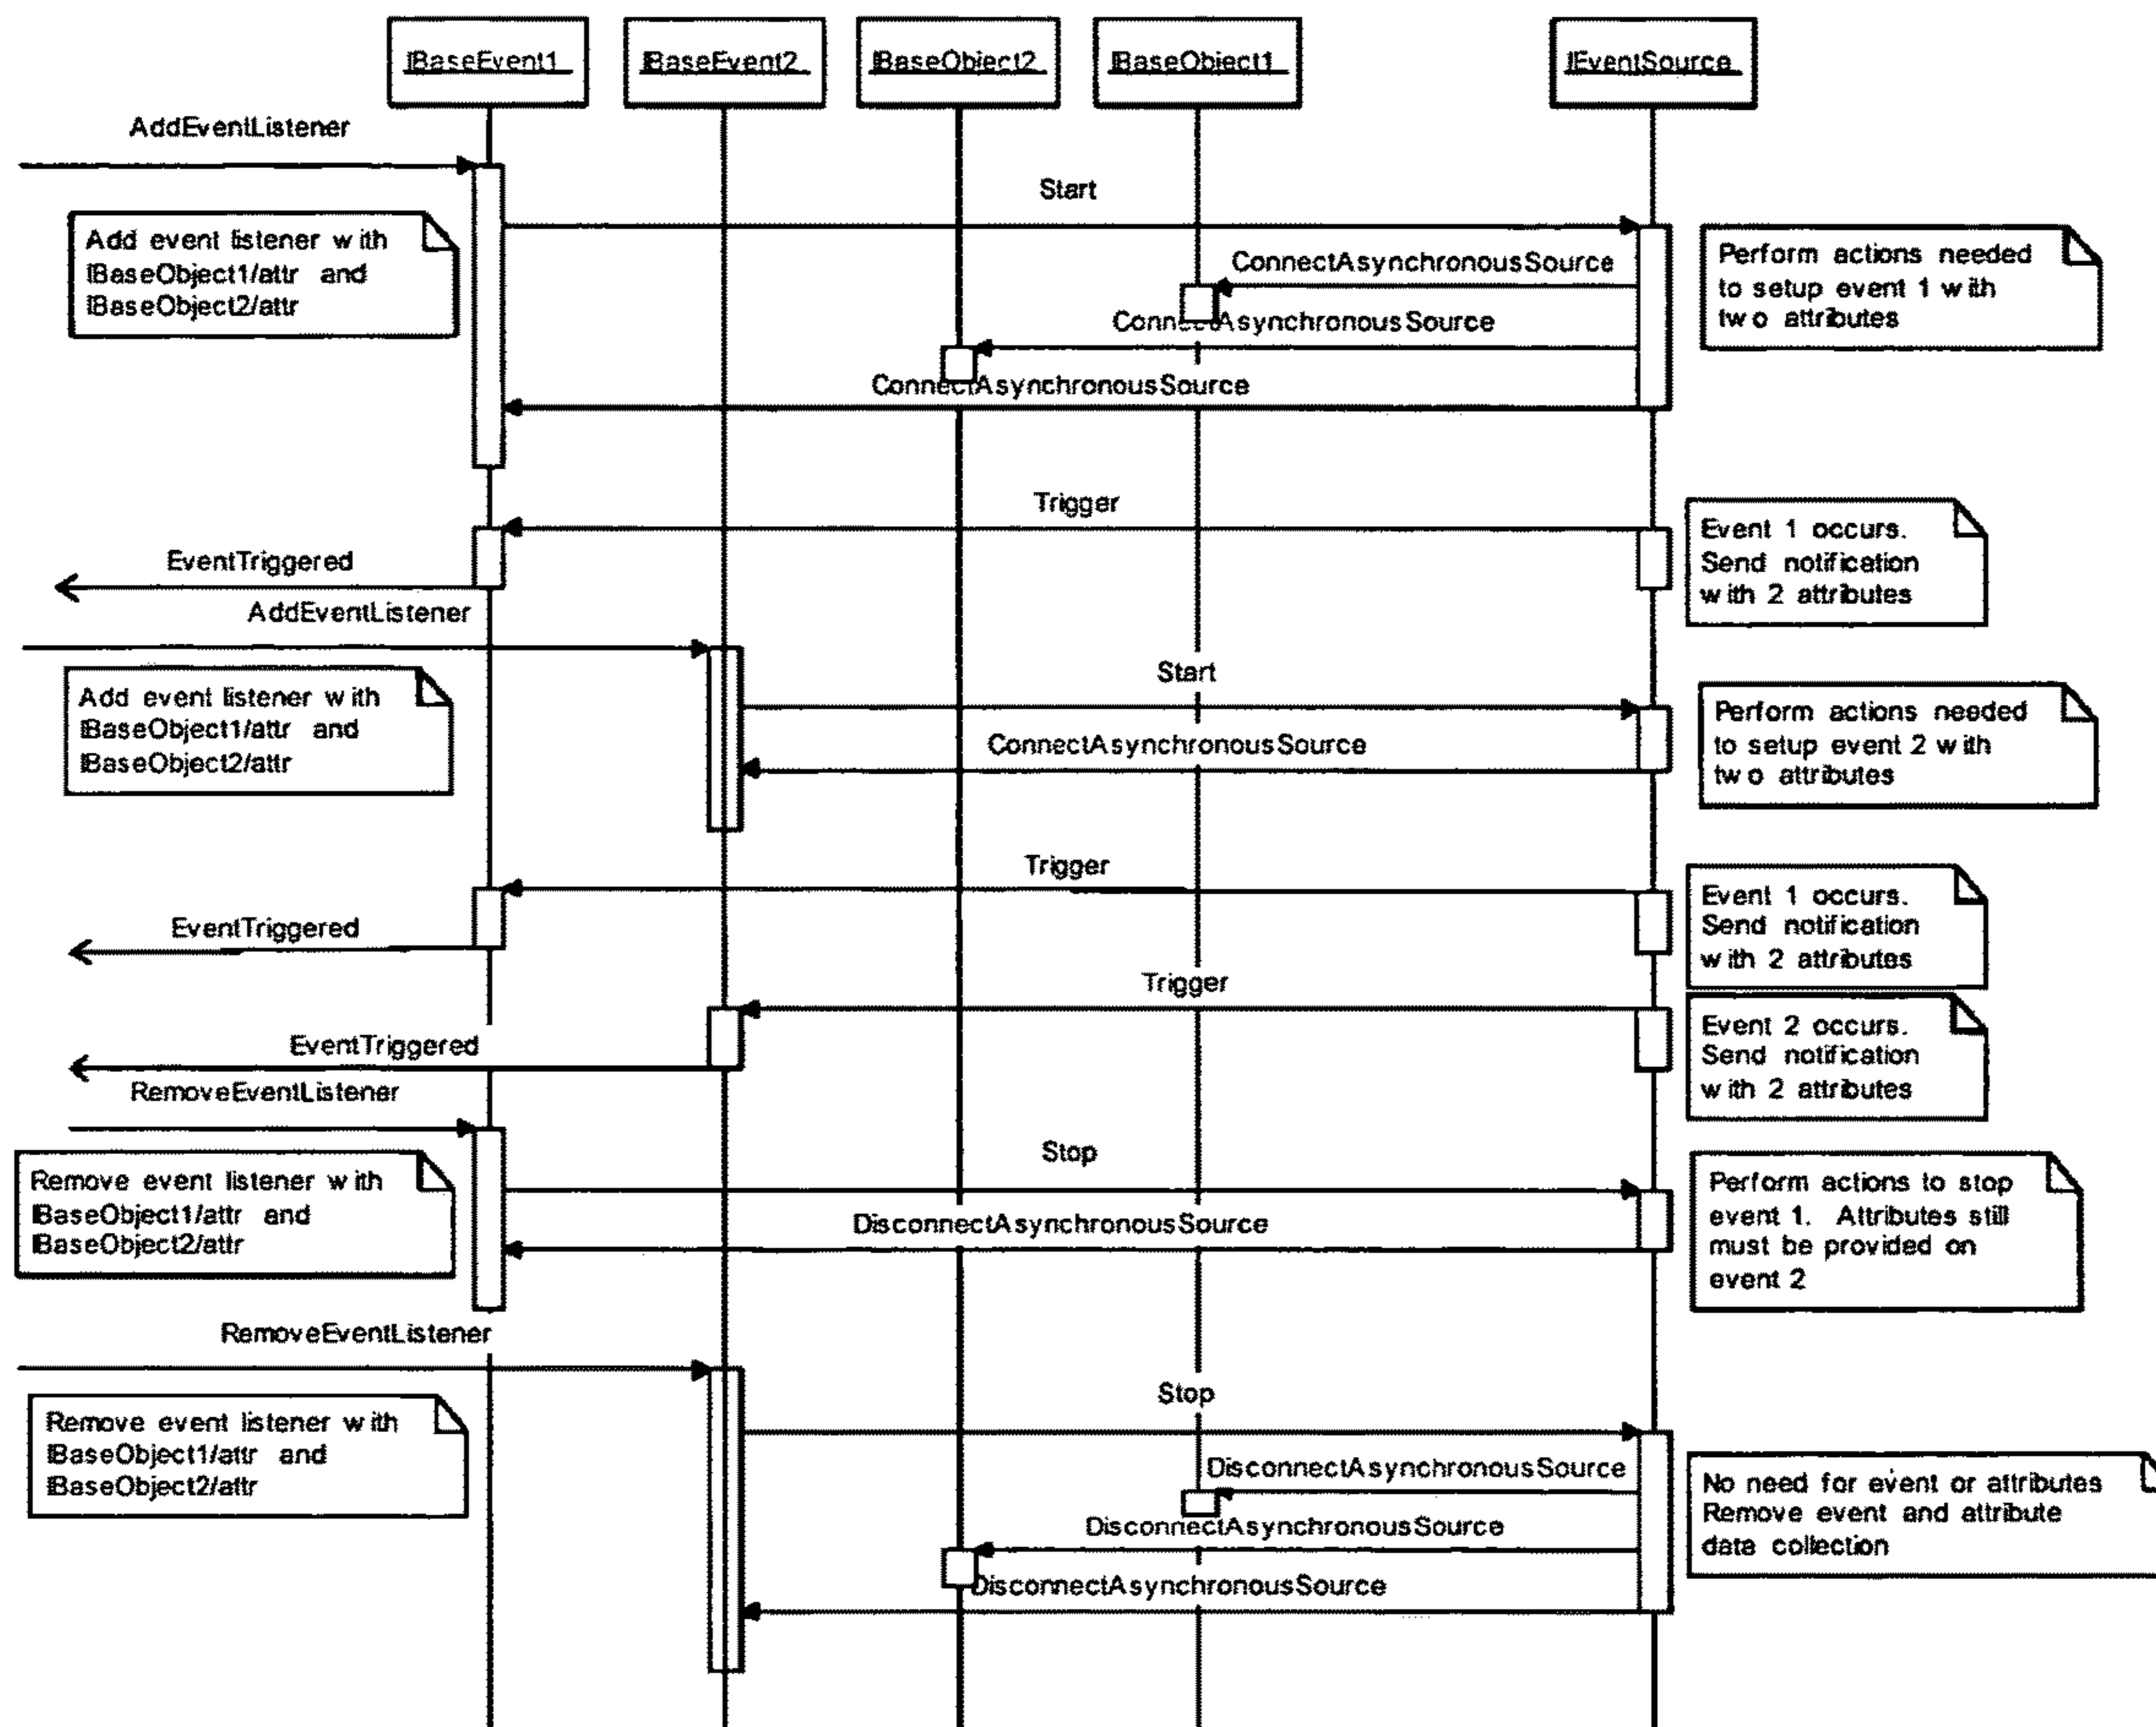 IBaseEvent1
IBaseEvent2
IBaseObject2
IBaseObject1
IEventSource
AddEventListener
Start
Add event listener with
IBaseObject1/attr and
IBaseObject2/attr
Perform actions needed
to setup event 1 with
two attributes
ConnectAsynchronousSource
ConnectAsynchronousSource
ConnectAsynchronousSource
Trigger
Event 1 occurs.
Send notification
with 2 attributes
EventTriggered
AddEventListener
Start
Add event listener with
IBaseObject1/attr and
IBaseObject2/attr
Perform actions needed
to setup event 2 with
two attributes
ConnectAsynchronousSource
Trigger
Event 1 occurs.
Send notification
with 2 attributes
EventTriggered
Trigger
Event 2 occurs.
Send notification
with 2 attributes
EventTriggered
RemoveEventListener
Stop
Remove event listener with
IBaseObject1/attr and
IBaseObject2/attr
Perform actions to stop
event 1. Attributes still
must be provided on
event 2
DisconnectAsynchronousSource
RemoveEventListener
Stop
Remove event listener with
IBaseObject1/attr and
IBaseObject2/attr
DisconnectAsynchronousSource
No need for event or attributes
Remove event and attribute
data collection
DisconnectAsynchronousSource
DisconnectAsynchronousSource